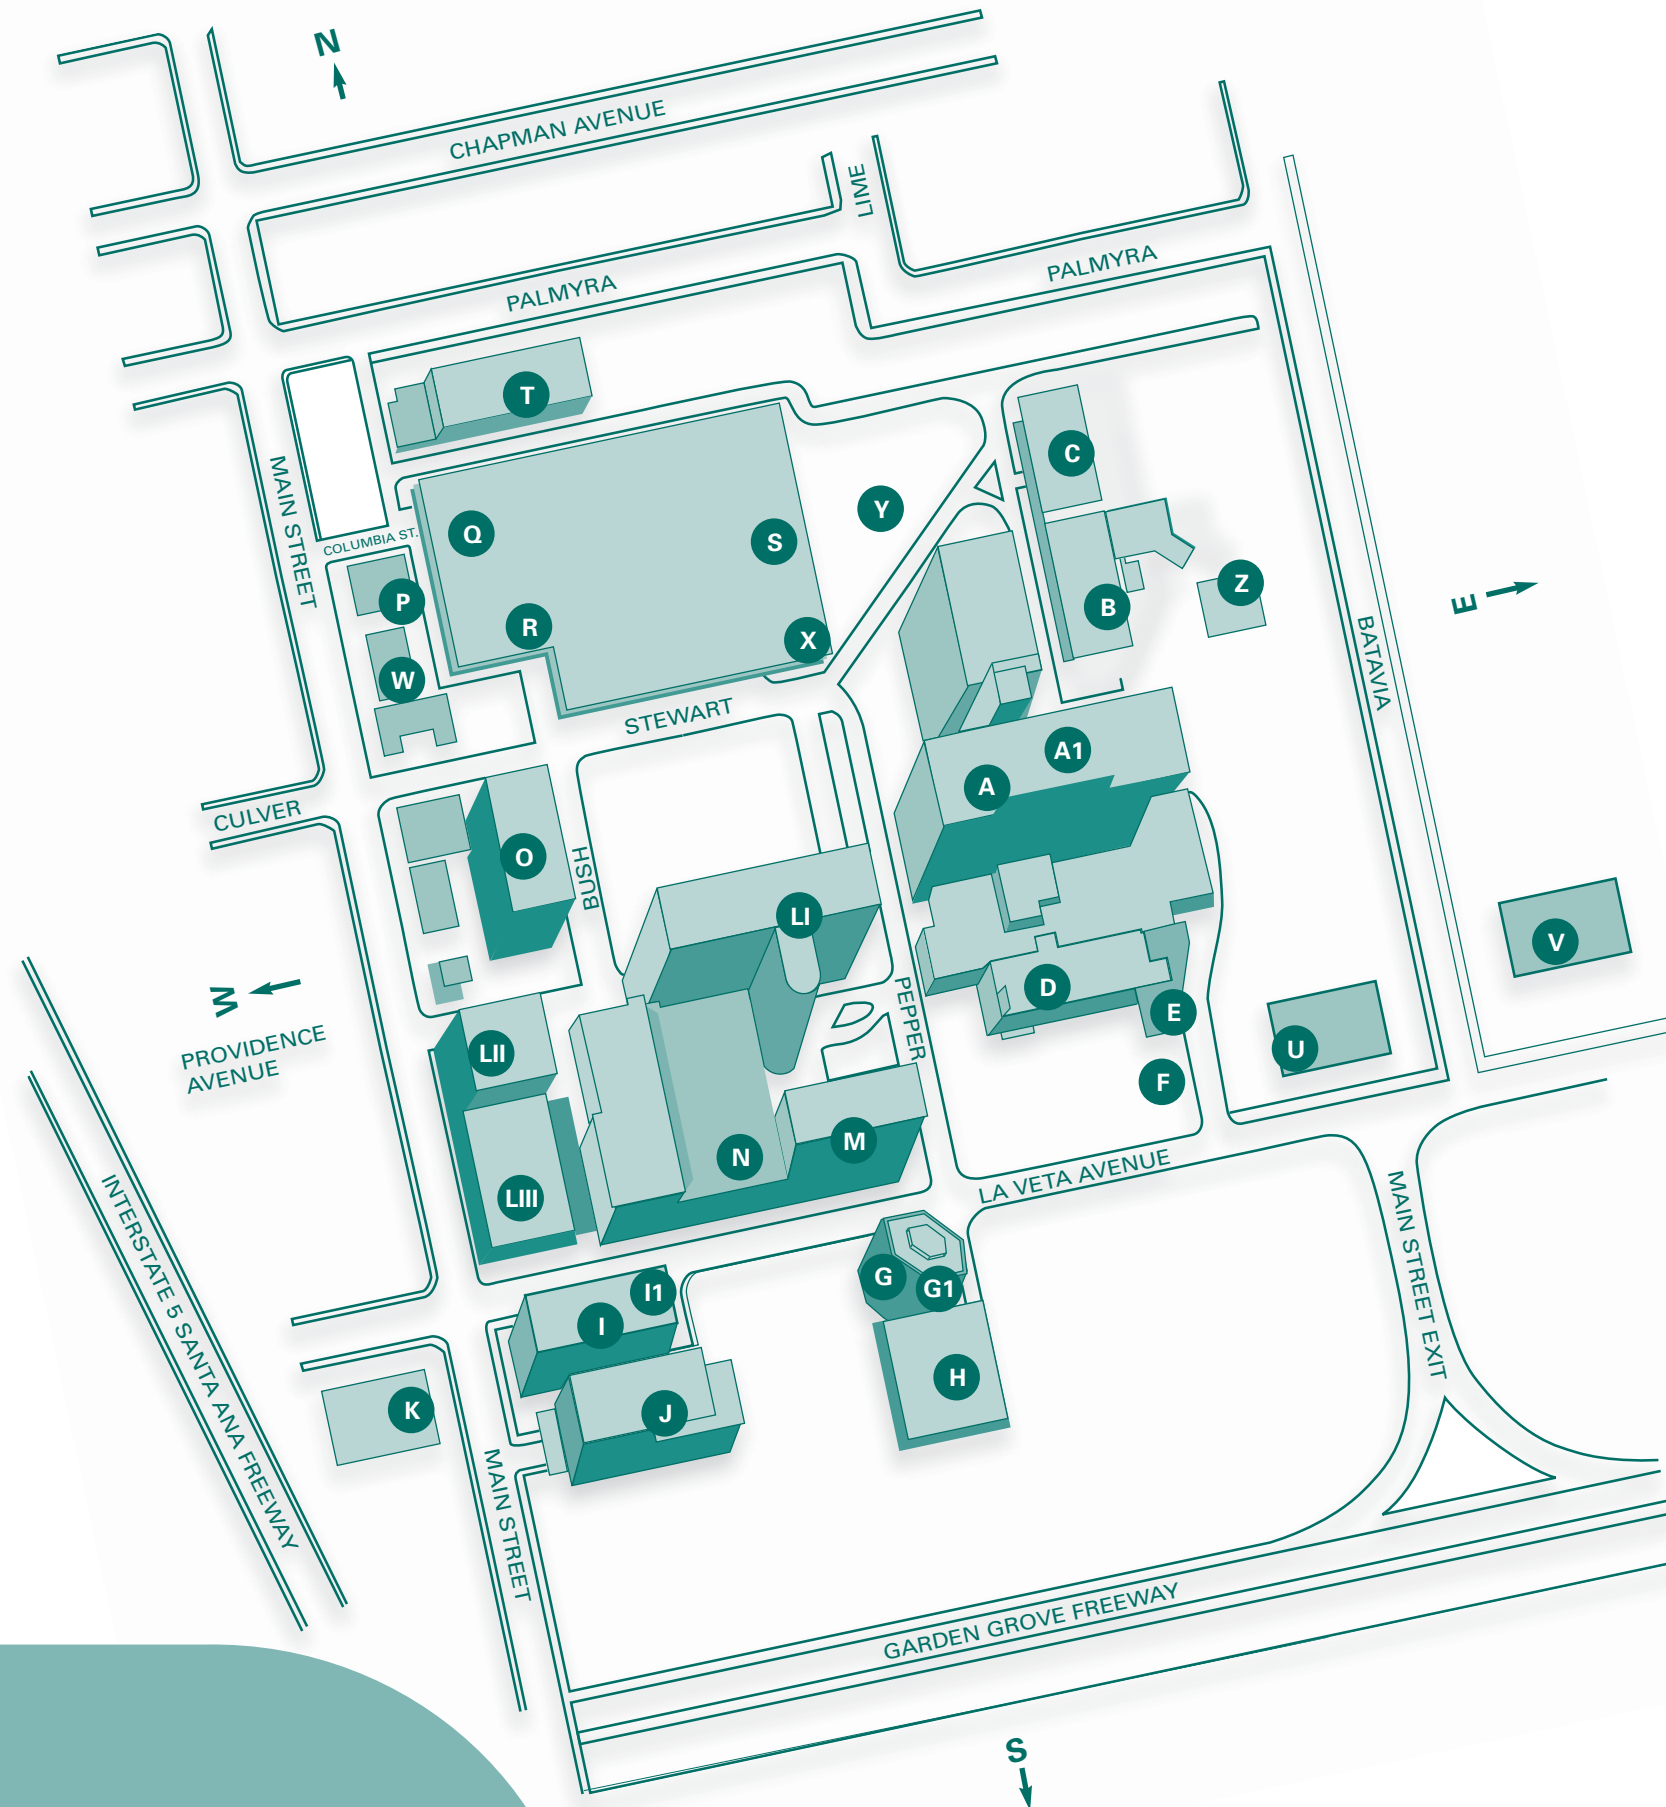 N
CHAPMAN AVENUE
LIME
PALMYRA
PALMYRA
T
C
MAIN STREET
Y
Q
S
COLUMBIA ST.
Z
E
P
B
R
X
W
BATAVIA
STEWART
A1
A
CULVER
O
BUSH
LI
V
D
W
PROVIDENCE
AVENUE
PEPPER
E
LII
U
F
M
N
LA VETA AVENUE
LIII
INTERSTATE 5 SANTA ANA FREEWAY
MAIN STREET EXIT
G
G1
I1
I
H
K
J
MAIN STREET
GARDEN GROVE FREEWAY
S